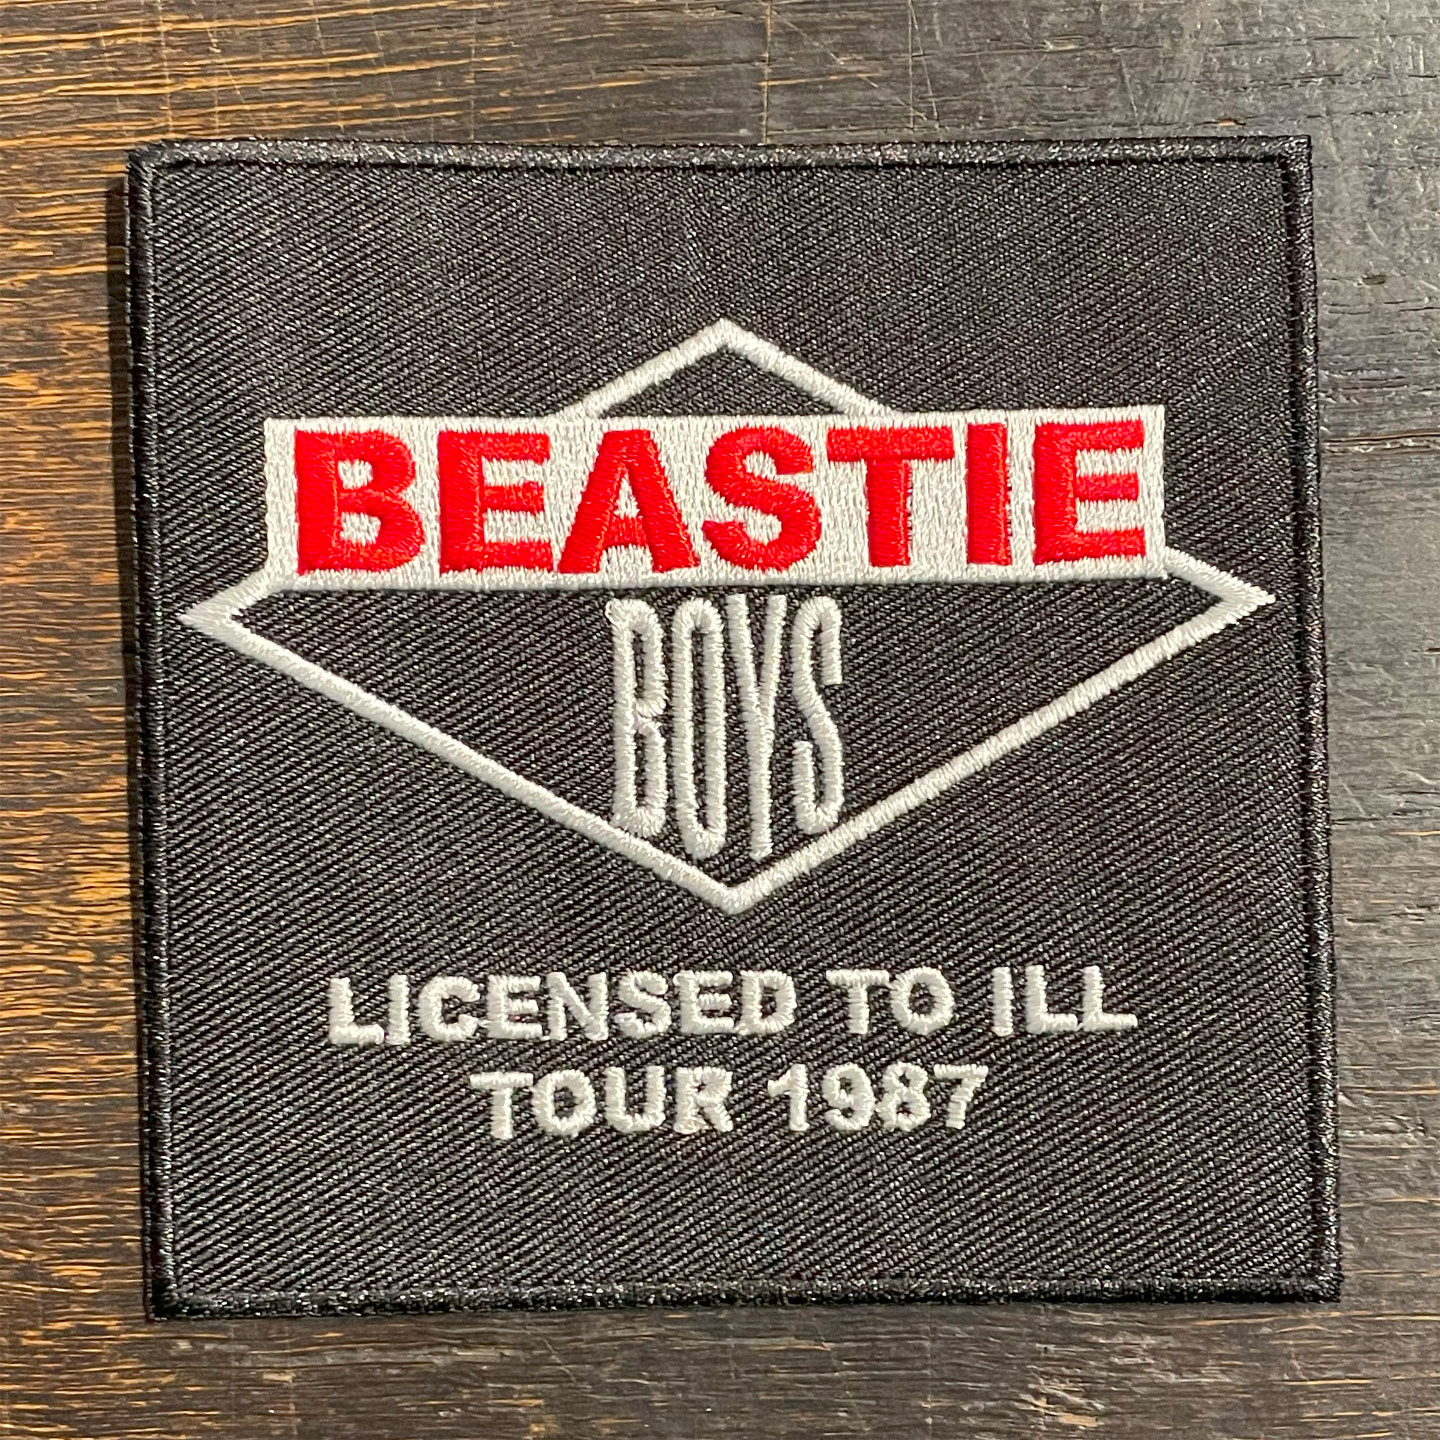 BEASTIE
BOYS
LICENSED TO ILL
TOUR 1987